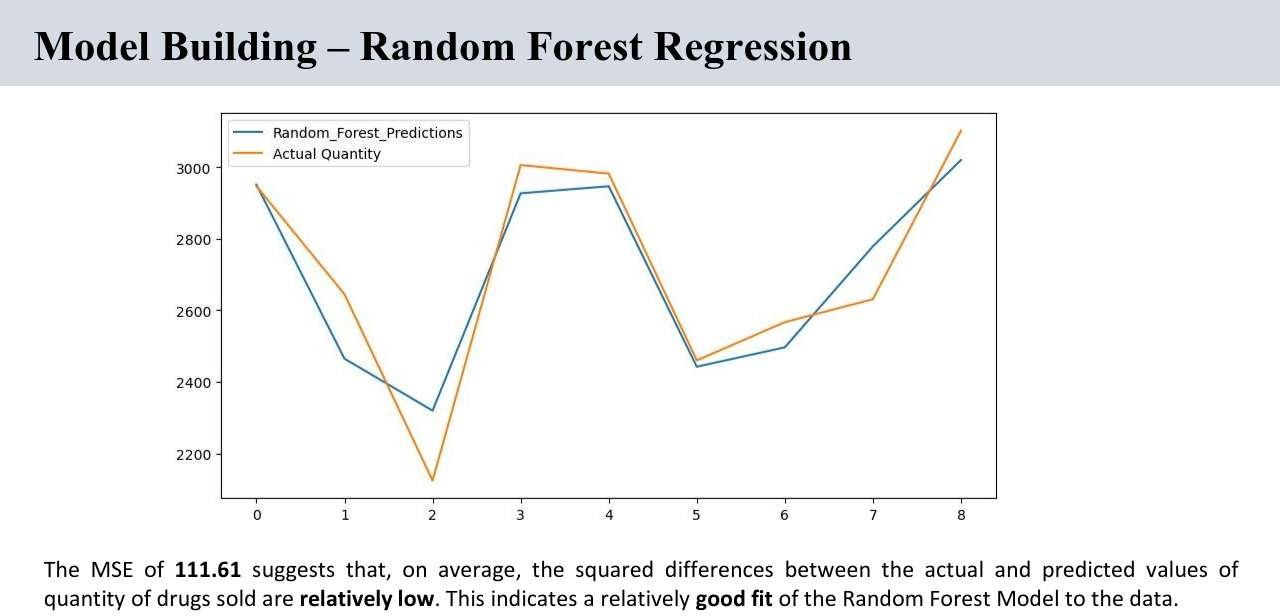 Model Building – Random Forest Regression
Random_Forest_Predictions
Actual Quantity
3000
2800
2600
2400
2200
0 1 2 3 4 5 6 7 8
The MSE of 111.61 suggests that, on average, the squared differences between the actual and predicted values of
quantity of drugs sold are relatively low. This indicates a relatively good fit of the Random Forest Model to the data.